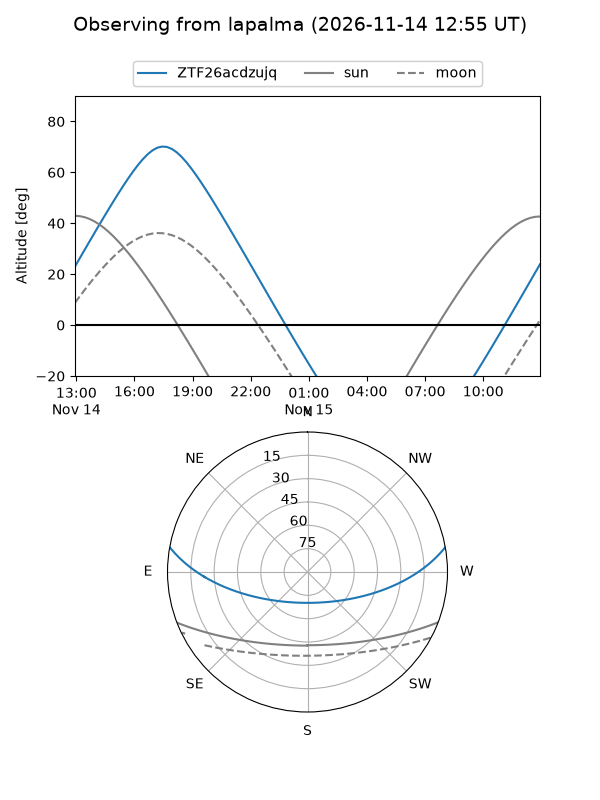 Observing from lapalma (2026-11-14 12:55 UT)
ZTF26acdzujq sun moon
Altitude [deg]
80
60
40
20
0
−20
13:00 16:00 19:00 22:00 01:00 04:00 07:00 10:00
Nov 14 Nov 15
N
NE NW
15
30
45
60
75
E W
SE SW
S